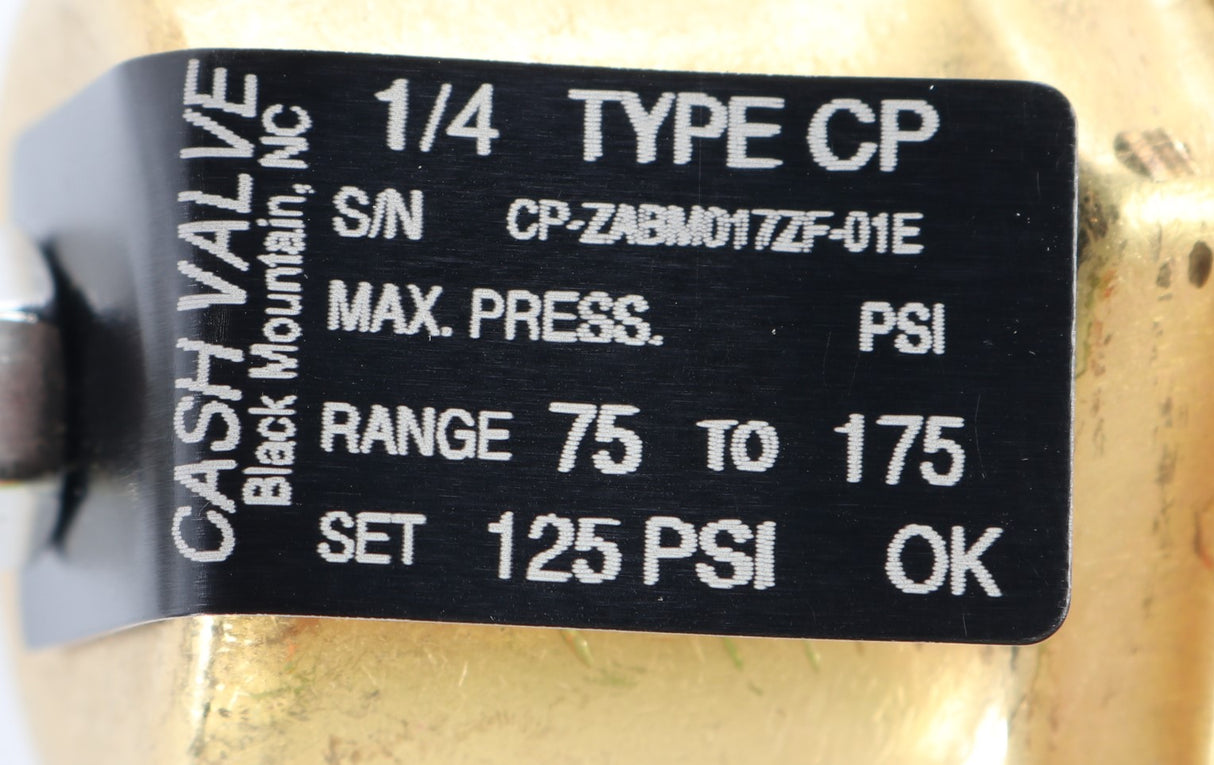 CASH VALVE
Black Mountain, NC
1/4 TYPE CP
S/N CP-ZABM017ZF-01E
MAX. PRESS. PSI
RANGE 75 TO 175
SET 125 PSI OK